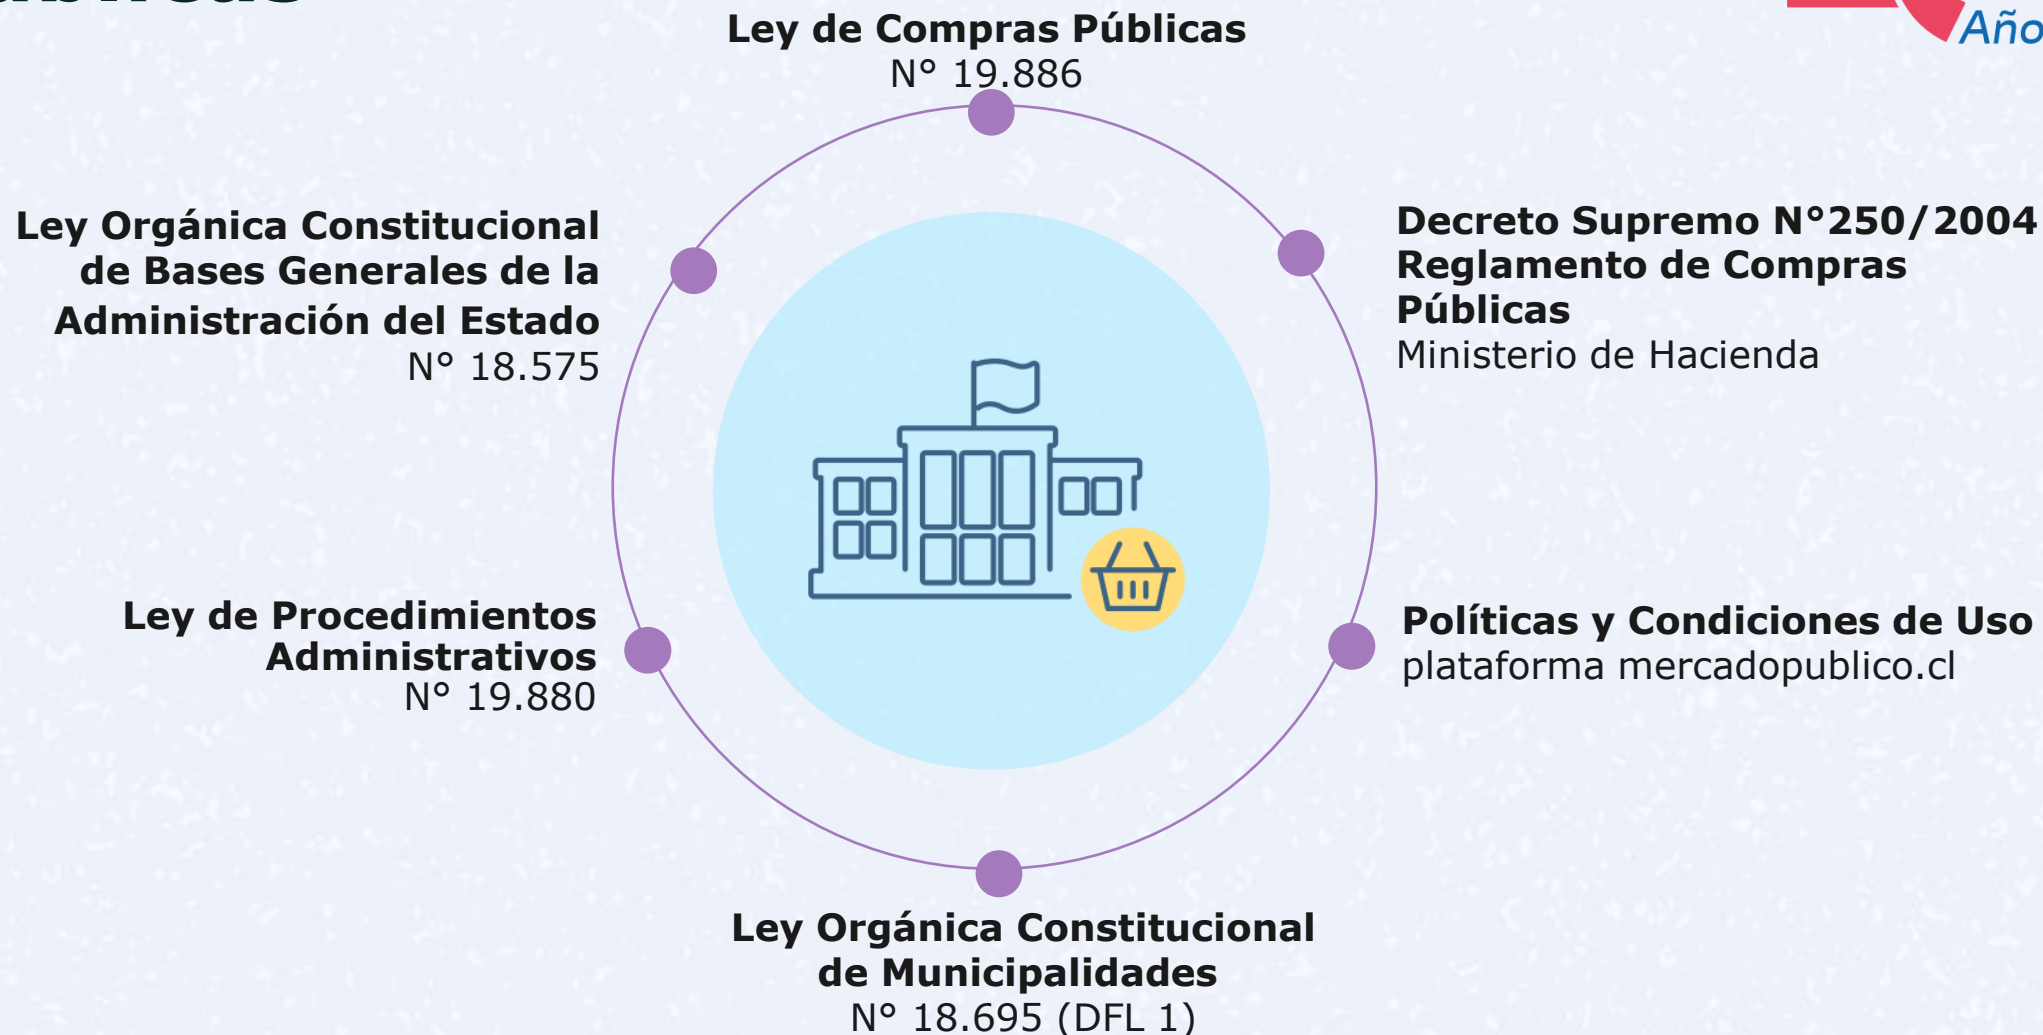 Ley de Compras Públicas
N° 19.886
Ley Orgánica Constitucional
de Bases Generales de la
Administración del Estado
N° 18.575
Decreto Supremo N°250/2004
Reglamento de Compras
Públicas
Ministerio de Hacienda
Ley de Procedimientos
Administrativos
N° 19.880
Políticas y Condiciones de Uso
plataforma mercadopublico.cl
Ley Orgánica Constitucional
de Municipalidades
N° 18.695 (DFL 1)